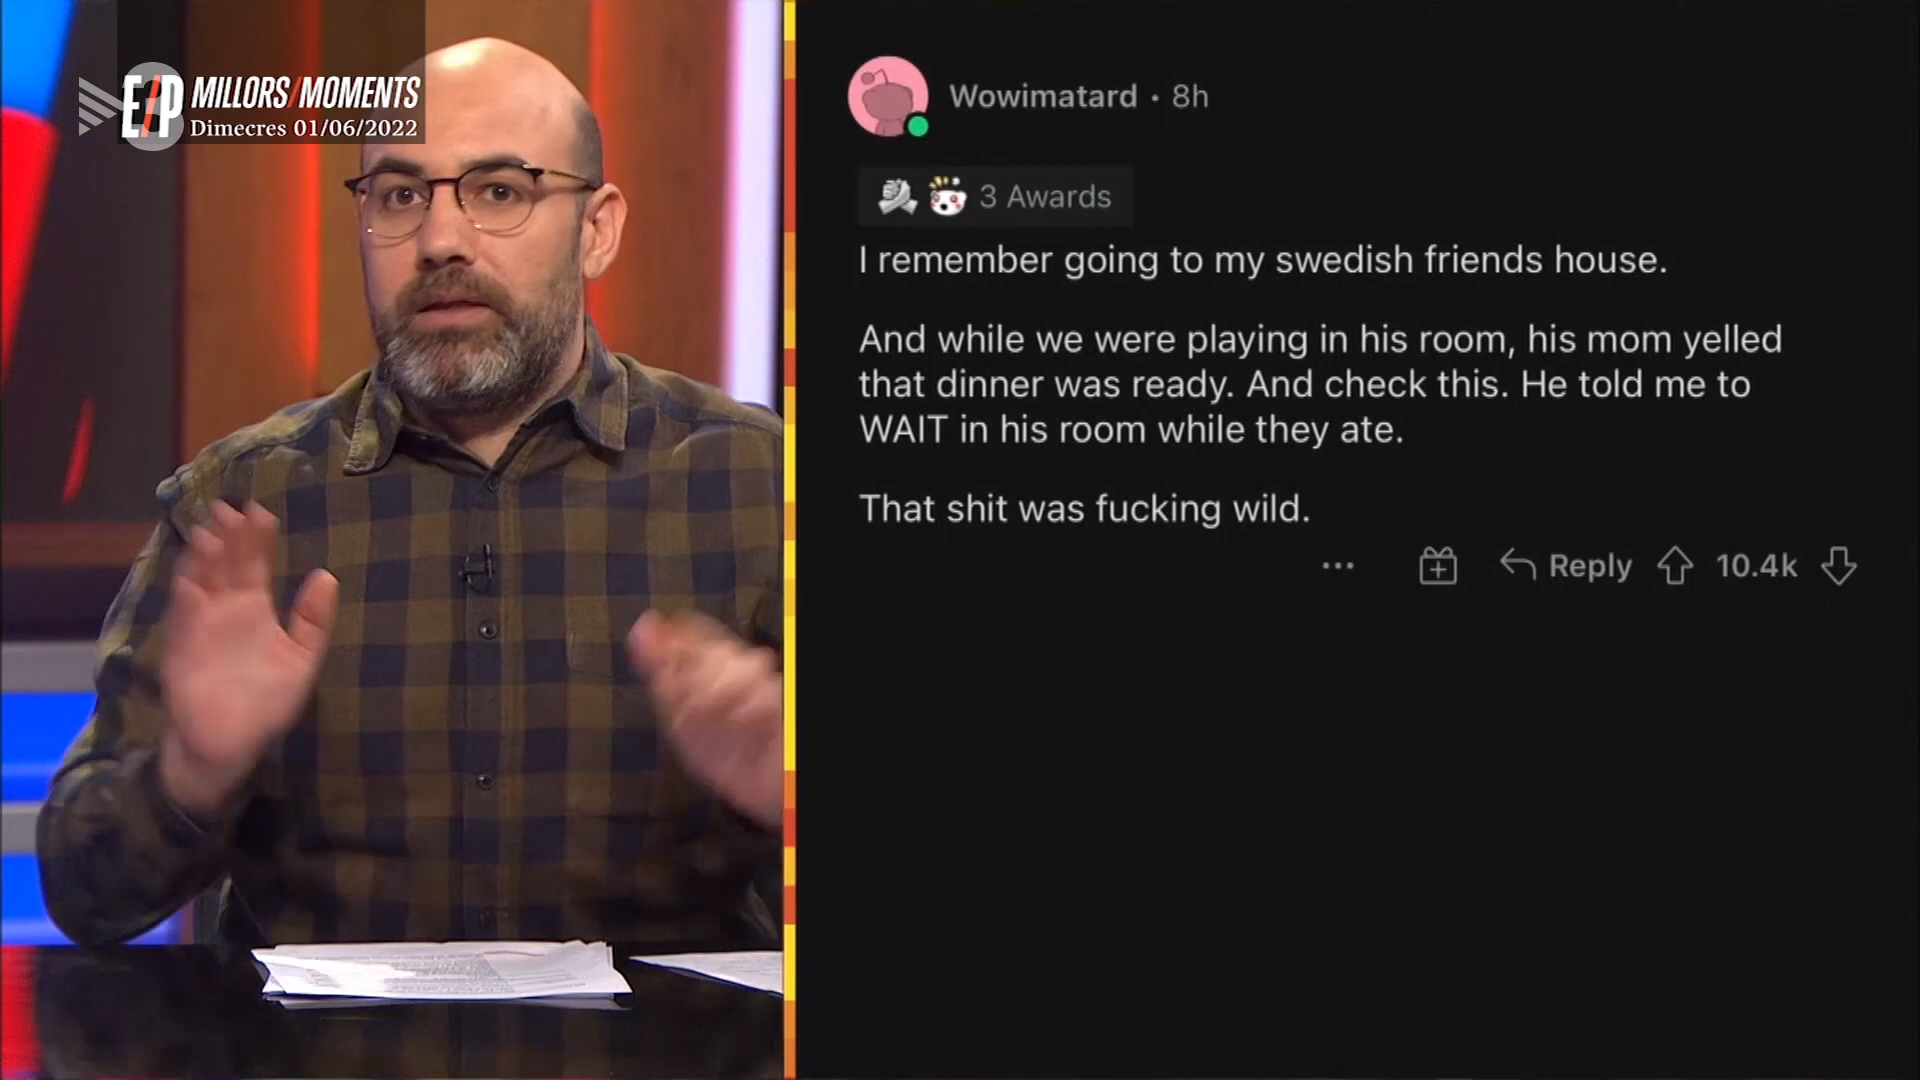 E/P MILLORS/MOMENTS
Dimecres 01/06/2022
Wowimatard · 8h
3 Awards
I remember going to my swedish friends house.
And while we were playing in his room, his mom yelled
that dinner was ready. And check this. He told me to
WAIT in his room while they ate.
That shit was fucking wild.
... Reply 10.4k